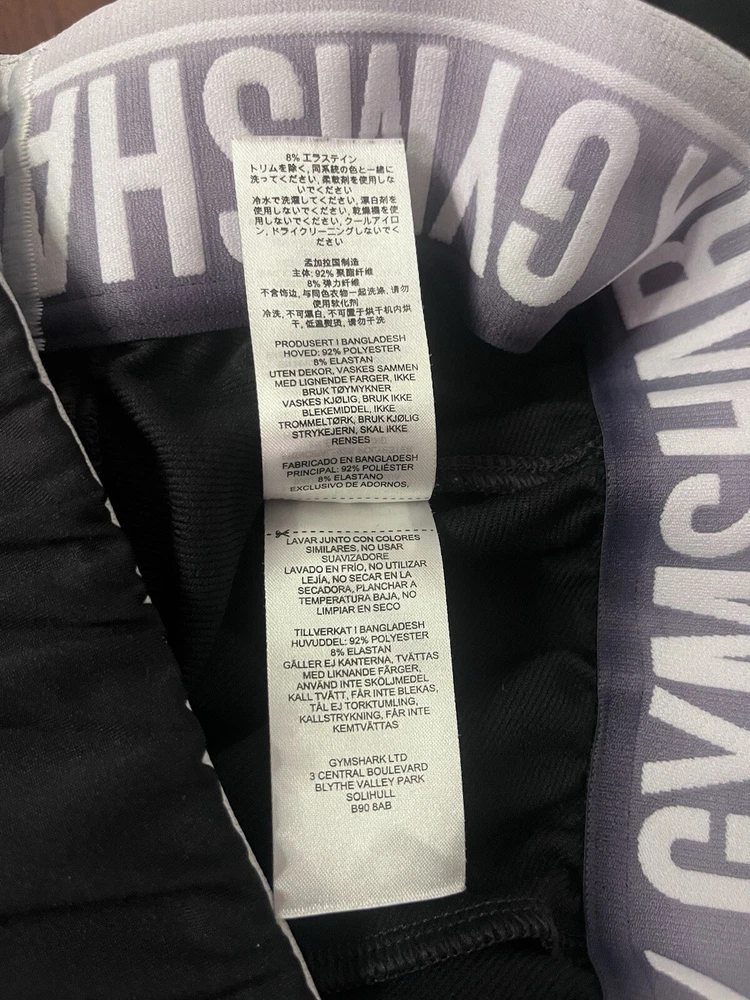 GYMSHARK
GYMSHARK
8% エラステイン
トリムを除く, 同系統の色と一緒に
洗ってください, 柔軟剤を使用しな
いでください
冷水で洗濯してください, 漂白剤を
使用しないでください, 乾燥機を使
用しないでください, クールアイロ
ン, ドライクリーニングしないでく
ださい
孟加拉国制造
主体: 92% 聚酯纤维
8% 弹力纤维
不含饰边, 与同色衣物一起洗涤, 请勿
使用软化剂
冷洗, 不可漂白, 不可置于烘干机内烘
干, 低温熨烫, 请勿干洗
PRODUSERT I BANGLADESH
HOVED: 92% POLYESTER
8% ELASTAN
UTEN DEKOR, VASKES SAMMEN
MED LIGNENDE FARGER, IKKE
BRUK TØYMYKNER
VASKES KJØLIG, BRUK IKKE
BLEKEMIDDEL, IKKE
TROMMELTØRK, BRUK KJØLIG
STRYKEJERN, SKAL IKKE
RENSES
FABRICADO EN BANGLADESH
PRINCIPAL: 92% POLIÉSTER
8% ELASTANO
EXCLUSIVO DE ADORNOS,
LAVAR JUNTO CON COLORES
SIMILARES, NO USAR
SUAVIZADOR
LAVADO EN FRÍO, NO UTILIZAR
LEJÍA, NO SECAR EN LA
SECADORA, PLANCHAR A
TEMPERATURA BAJA, NO
LIMPIAR EN SECO
TILLVERKAT I BANGLADESH
HUVUDDEL: 92% POLYESTER
8% ELASTAN
GÄLLER EJ KANTERNA, TVÄTTAS
MED LIKNANDE FÄRGER,
ANVÄND INTE SKÖLJMEDEL
KALL TVÄTT, FÅR INTE BLEKAS,
TÅL EJ TORKTUMLING,
KALLSTRYKNING, FÅR INTE
KEMTVÄTTAS
GYMSHARK LTD
3 CENTRAL BOULEVARD
BLYTHE VALLEY PARK
SOLIHULL
B90 8AB